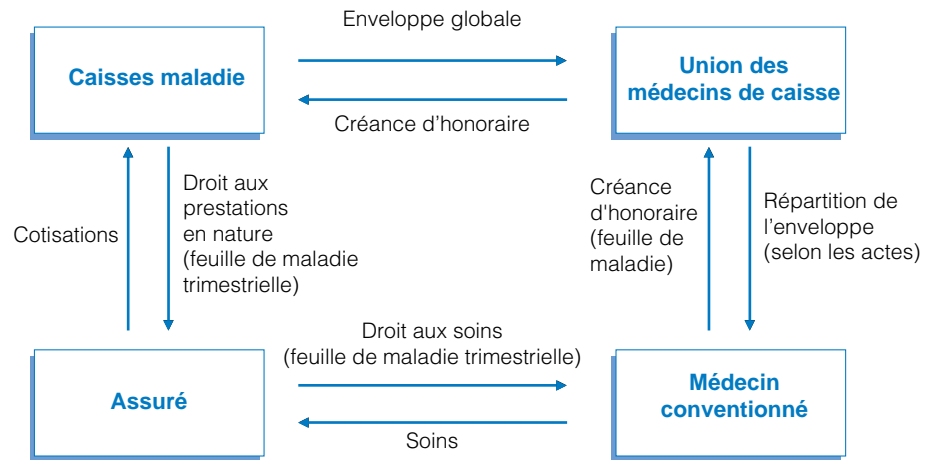 Enveloppe globale
Caisses maladie
Union des
médecins de caisse
Créance d'honoraire
Cotisations
Droit aux
prestations
en nature
(feuille de maladie
trimestrielle)
Créance
d'honoraire
(feuille de
maladie)
Répartition de
l'enveloppe
(selon les actes)
Droit aux soins
(feuille de maladie trimestrielle)
Assuré
Médecin
conventionné
Soins